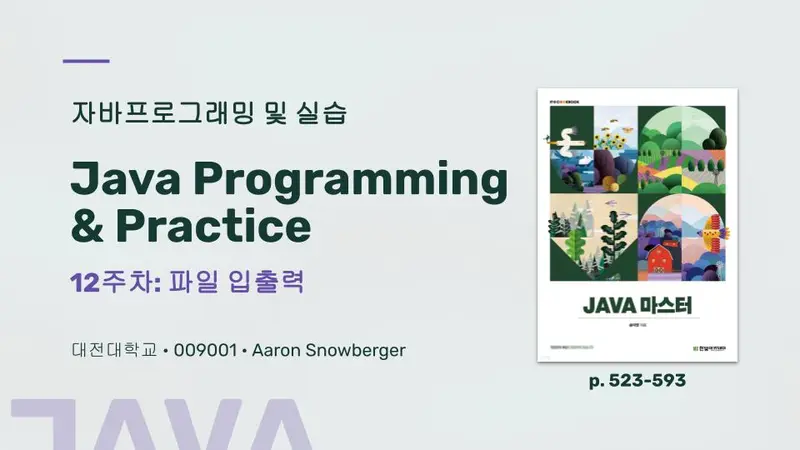 자바프로그래밍 및 실습
Java Programming
& Practice
12주차: 파일 입출력
대전대학교 • 009001 • Aaron Snowberger
JAVA
JAVA 마스터
p. 523-593